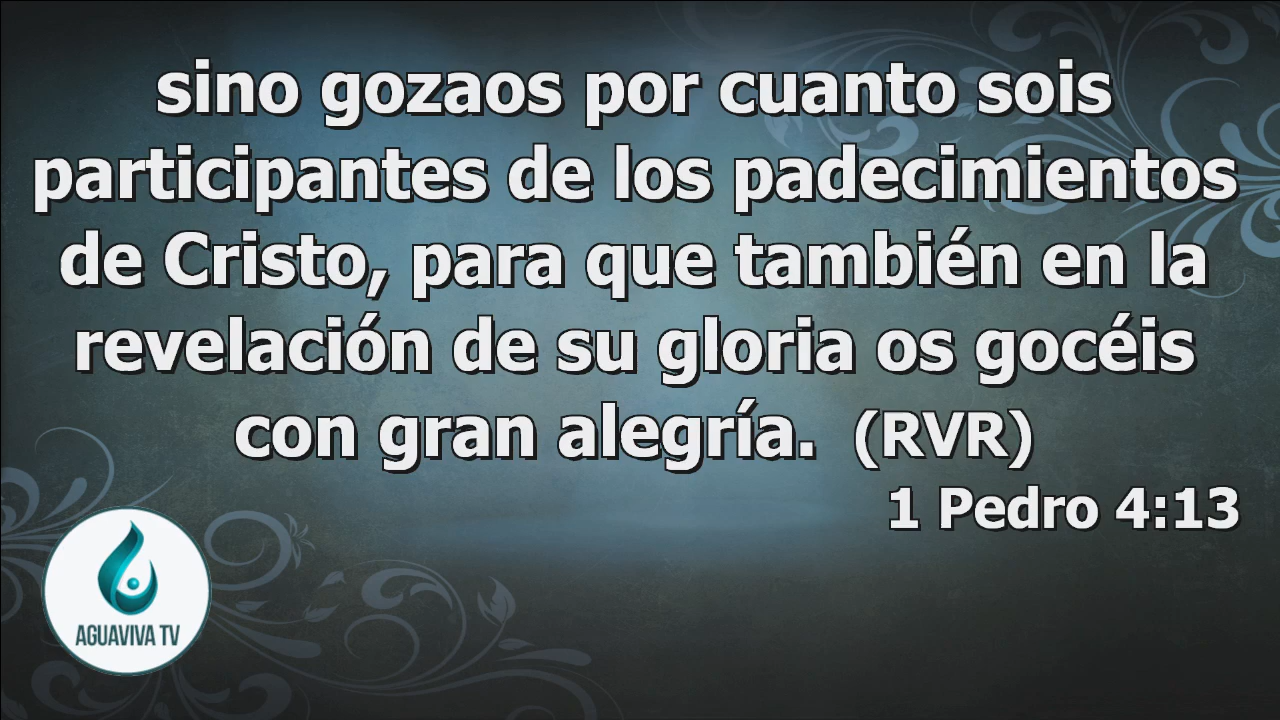 sino gozaos por cuanto sois
participantes de los padecimientos
de Cristo, para que también en la
revelación de su gloria os gocéis
con gran alegría. (RVR)
1 Pedro 4:13
AGUAVIVA TV